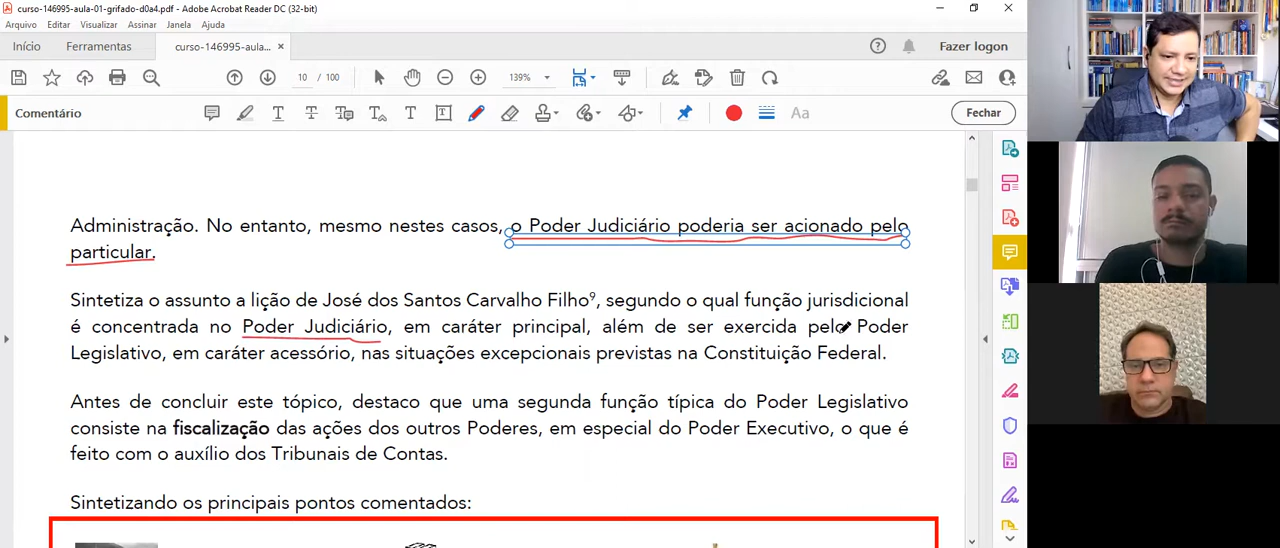 curso-146995-aula-01-grifado-d0a4.pdf - Adobe Acrobat Reader DC (32-bit)
Arquivo Editar Visualizar Assinar Janela Ajuda
Início Ferramentas curso-146995-aula... × Fazer logon
10 / 100 139%
Comentário Aa Fechar
Administração. No entanto, mesmo nestes casos, o Poder Judiciário poderia ser acionado pelo
particular.
Sintetiza o assunto a lição de José dos Santos Carvalho Filho⁹, segundo o qual função jurisdicional
é concentrada no Poder Judiciário, em caráter principal, além de ser exercida pelo Poder
Legislativo, em caráter acessório, nas situações excepcionais previstas na Constituição Federal.
Antes de concluir este tópico, destaco que uma segunda função típica do Poder Legislativo
consiste na fiscalização das ações dos outros Poderes, em especial do Poder Executivo, o que é
feito com o auxílio dos Tribunais de Contas.
Sintetizando os principais pontos comentados: